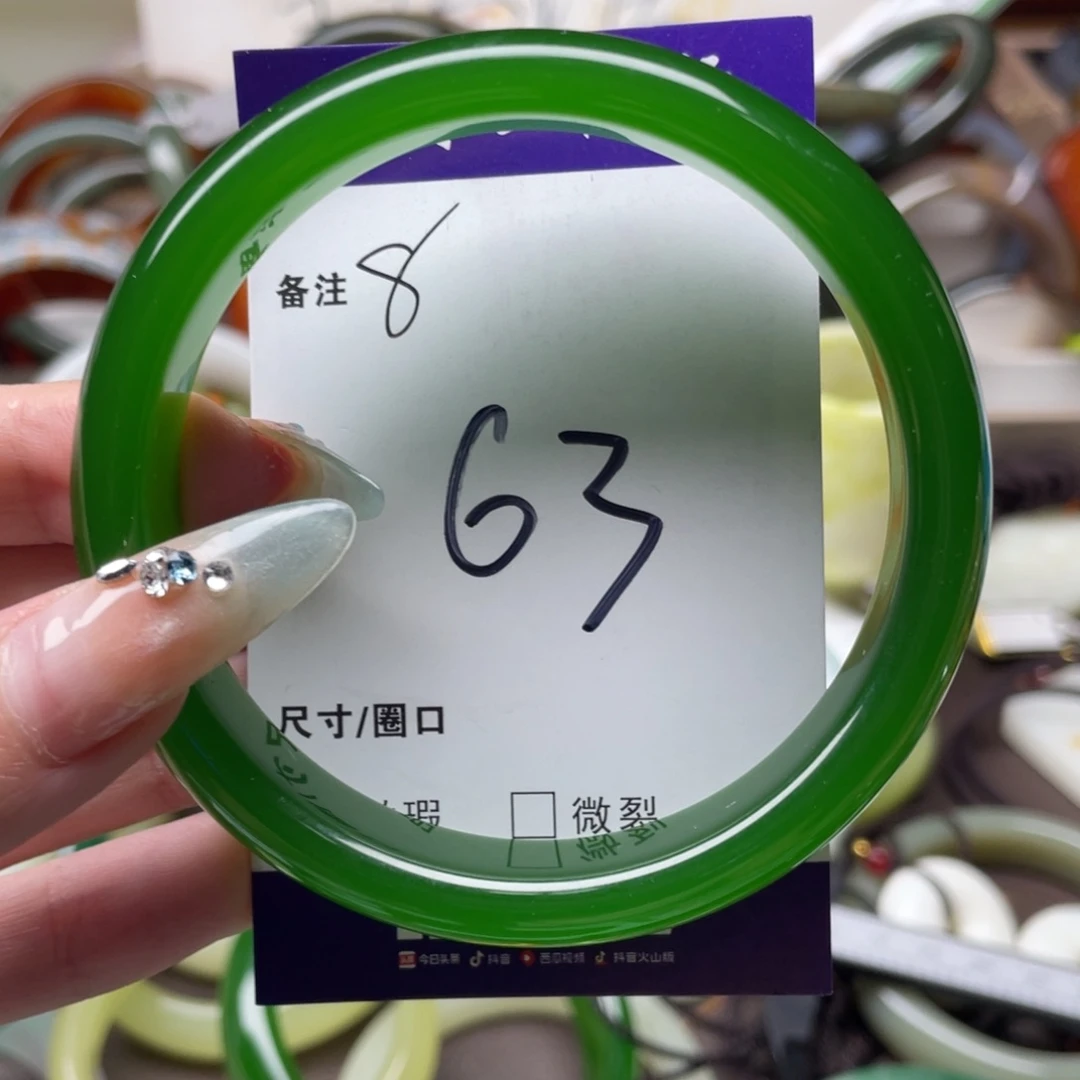 备注 8
63
尺寸/圈口
瑕 微裂
今日头条 抖音 西瓜视频 抖音火山版